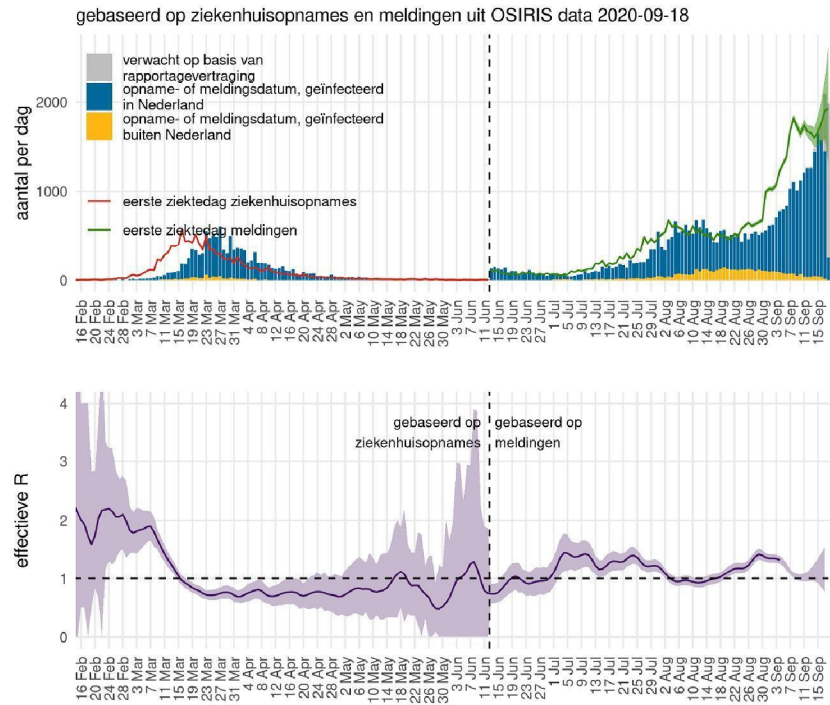 gebaseerd op ziekenhuisopnames en meldingen uit OSIRIS data 2020-09-18
aantal per dag
2000
1000
0
verwacht op basis van
rapportagevertraging
opname- of meldingsdatum, geïnfecteerd
in Nederland
opname- of meldingsdatum, geïnfecteerd
buiten Nederland
eerste ziektedag ziekenhuisopnames
eerste ziektedag meldingen
16 Feb
20 Feb
24 Feb
28 Feb
3 Mar
7 Mar
11 Mar
15 Mar
19 Mar
23 Mar
27 Mar
31 Mar
4 Apr
8 Apr
12 Apr
16 Apr
20 Apr
24 Apr
28 Apr
2 May
6 May
10 May
14 May
18 May
22 May
26 May
30 May
3 Jun
7 Jun
11 Jun
15 Jun
19 Jun
23 Jun
27 Jun
1 Jul
5 Jul
9 Jul
13 Jul
17 Jul
21 Jul
25 Jul
29 Jul
2 Aug
6 Aug
10 Aug
14 Aug
18 Aug
22 Aug
26 Aug
30 Aug
3 Sep
7 Sep
11 Sep
15 Sep
effectieve R
4
3
2
1
0
gebaseerd op
ziekenhuisopnames
gebaseerd op
meldingen
16 Feb
20 Feb
24 Feb
28 Feb
3 Mar
7 Mar
11 Mar
15 Mar
19 Mar
23 Mar
27 Mar
31 Mar
4 Apr
8 Apr
12 Apr
16 Apr
20 Apr
24 Apr
28 Apr
2 May
6 May
10 May
14 May
18 May
22 May
26 May
30 May
3 Jun
7 Jun
11 Jun
15 Jun
19 Jun
23 Jun
27 Jun
1 Jul
5 Jul
9 Jul
13 Jul
17 Jul
21 Jul
25 Jul
29 Jul
2 Aug
6 Aug
10 Aug
14 Aug
18 Aug
22 Aug
26 Aug
30 Aug
3 Sep
7 Sep
11 Sep
15 Sep